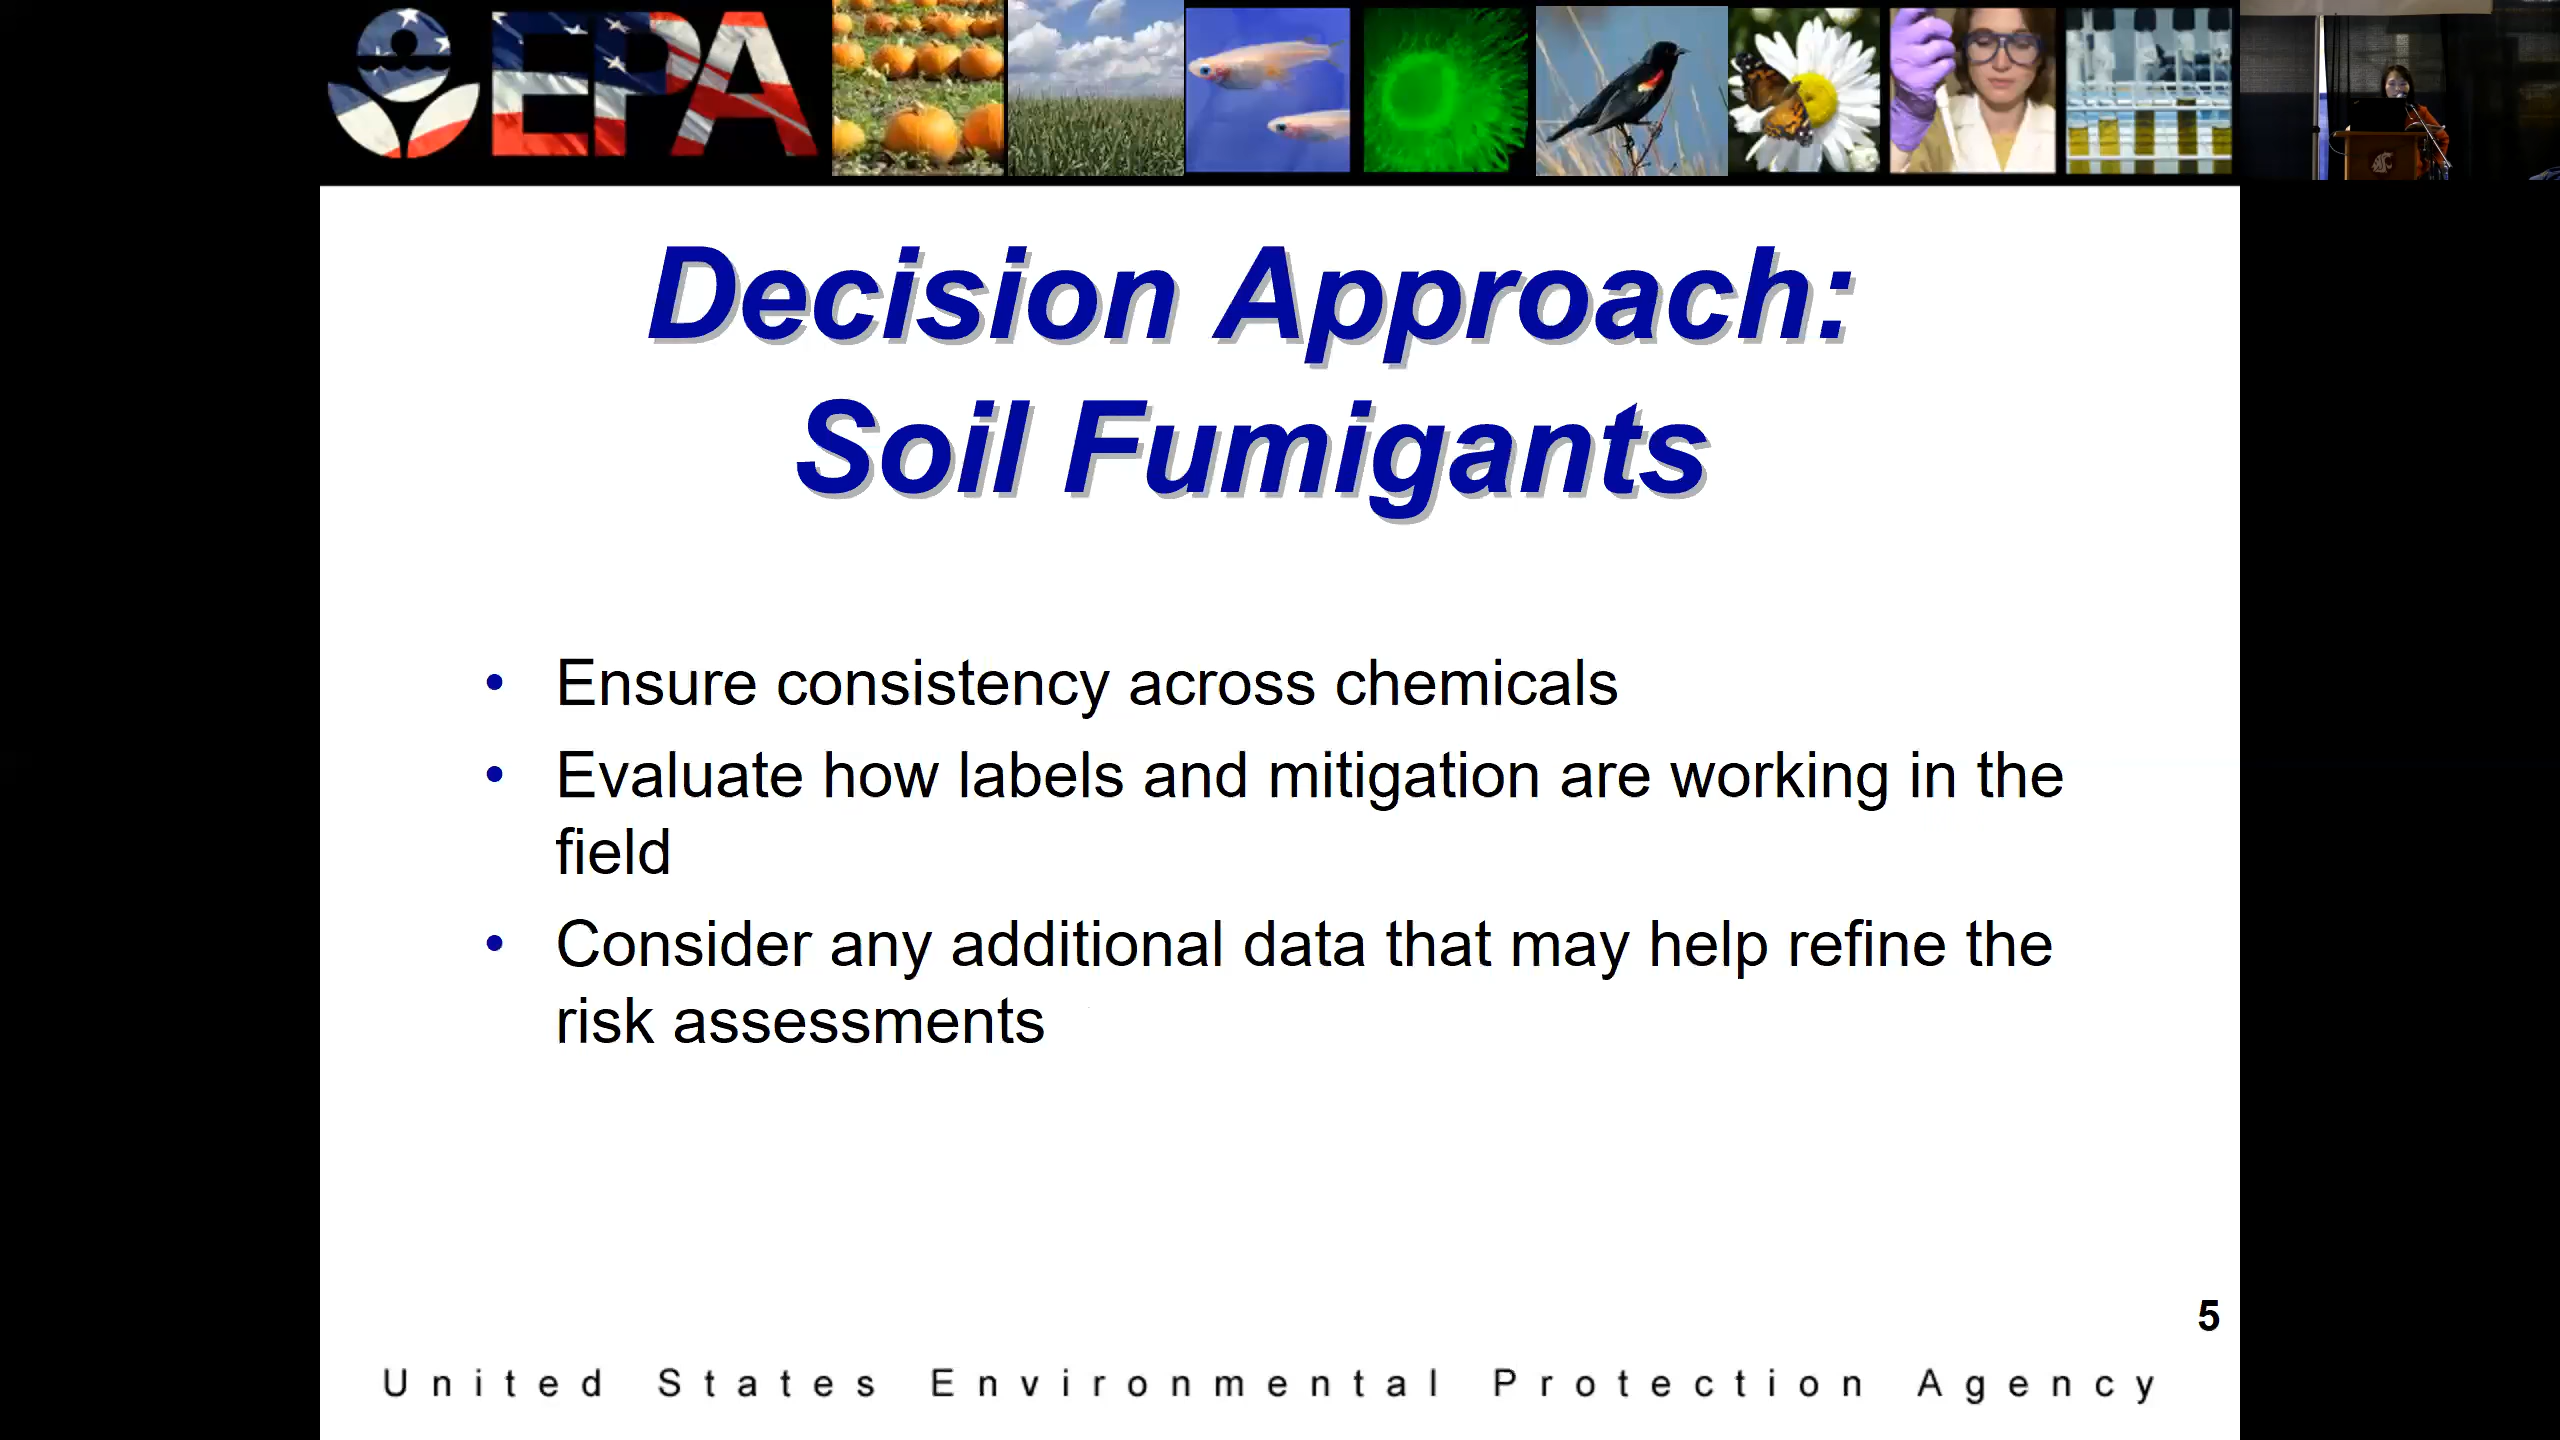 EPA
Decision Approach:
Soil Fumigants
• Ensure consistency across chemicals
• Evaluate how labels and mitigation are working in the
field
• Consider any additional data that may help refine the
risk assessments
5
United States Environmental Protection Agency